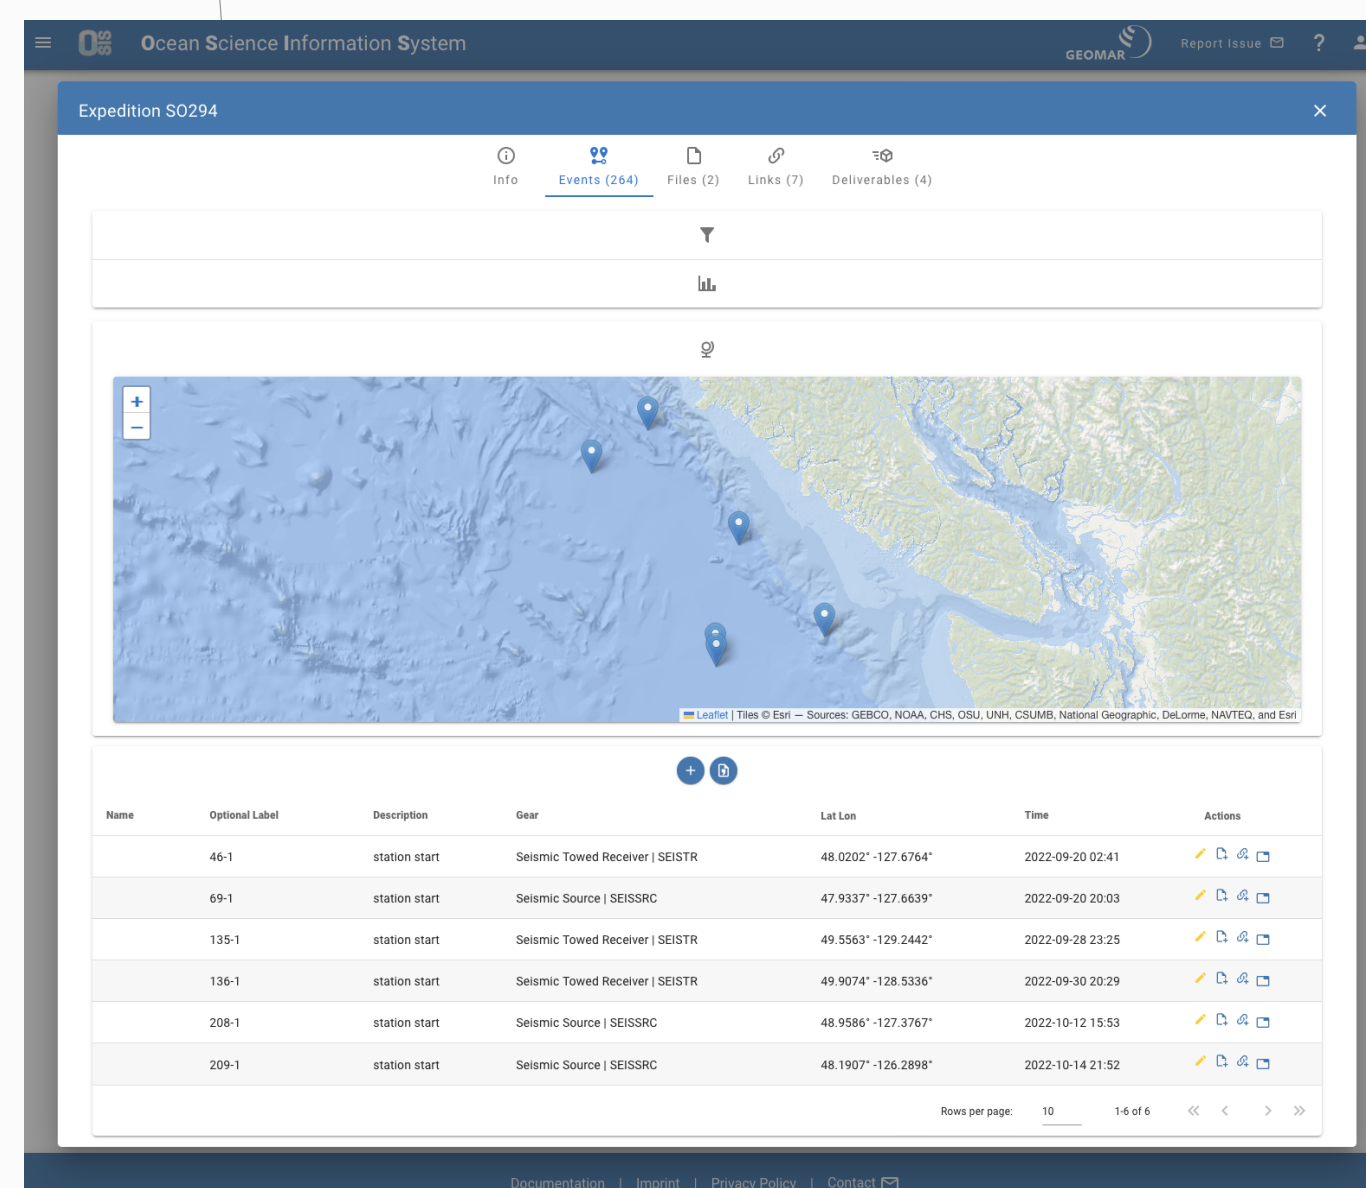 Ocean Science Information System
GEOMAR
Report Issue
?
Expedition SO294
Info
Events (264)
Files (2)
Links (7)
Deliverables (4)
+
−
Leaflet | Tiles © Esri — Sources: GEBCO, NOAA, CHS, OSU, UNH, CSUMB, National Geographic, DeLorme, NAVTEQ, and Esri
Name Optional Label Description Gear Lat Lon Time Actions
46-1 station start Seismic Towed Receiver | SEISTR 48.0202° -127.6764° 2022-09-20 02:41
69-1 station start Seismic Source | SEISSRC 47.9337° -127.6639° 2022-09-20 20:03
135-1 station start Seismic Towed Receiver | SEISTR 49.5563° -129.2442° 2022-09-28 23:25
136-1 station start Seismic Towed Receiver | SEISTR 49.9074° -128.5336° 2022-09-30 20:29
208-1 station start Seismic Source | SEISSRC 48.9586° -127.3767° 2022-10-12 15:53
209-1 station start Seismic Source | SEISSRC 48.1907° -126.2898° 2022-10-14 21:52
Rows per page: 10 1-6 of 6
Documentation | Imprint | Privacy Policy | Contact